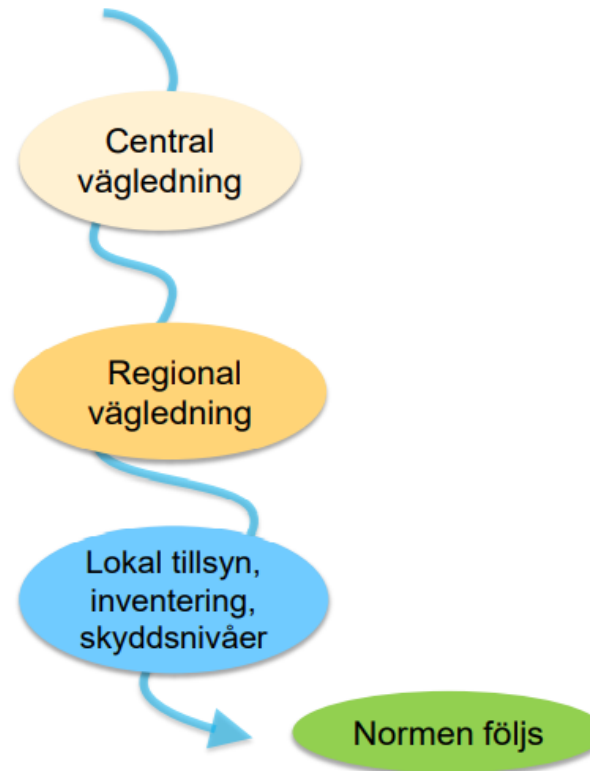 Central
vägledning
Regional
vägledning
Lokal tillsyn,
inventering,
skyddsnivåer
Normen följs